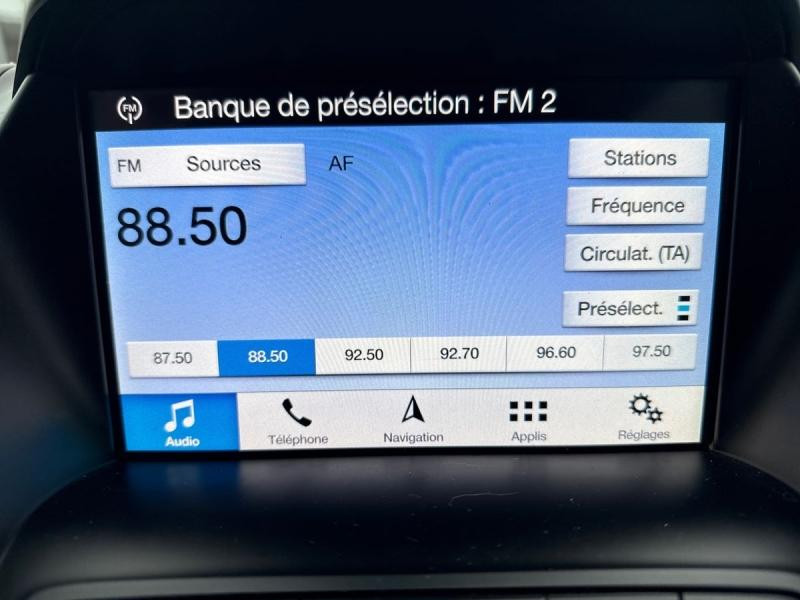 FM Banque de présélection : FM 2
FM Sources AF Stations
88.50 Fréquence
Circulat. (TA)
Présélect.
87.50 88.50 92.50 92.70 96.60 97.50
Audio Téléphone Navigation Applis Réglages